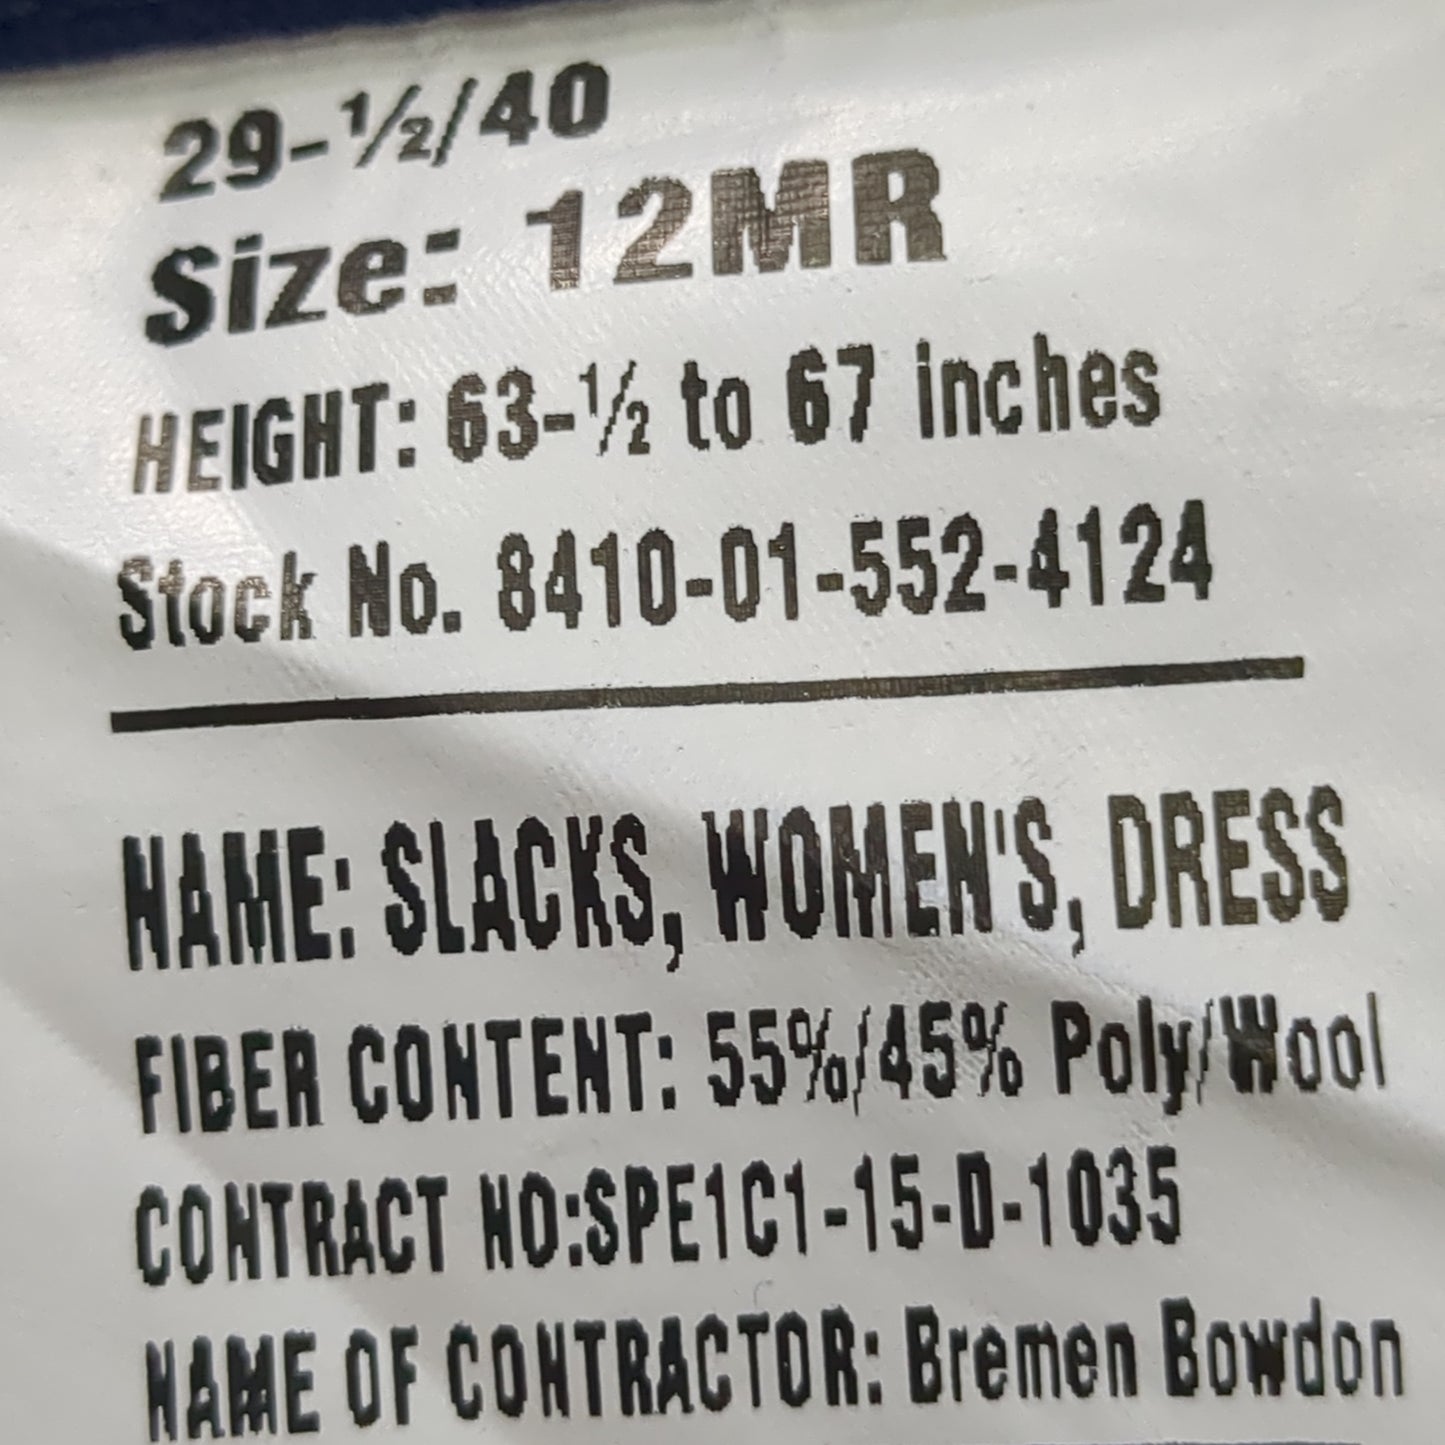 29-½/40
Size: 12MR
HEIGHT: 63-½ to 67 inches
Stock No. 8410-01-552-4124
NAME: SLACKS, WOMEN'S, DRESS
FIBER CONTENT: 55%/45% Poly/Wool
CONTRACT NO:SPE1C1-15-D-1035
NAME OF CONTRACTOR: Bremen Bowdon